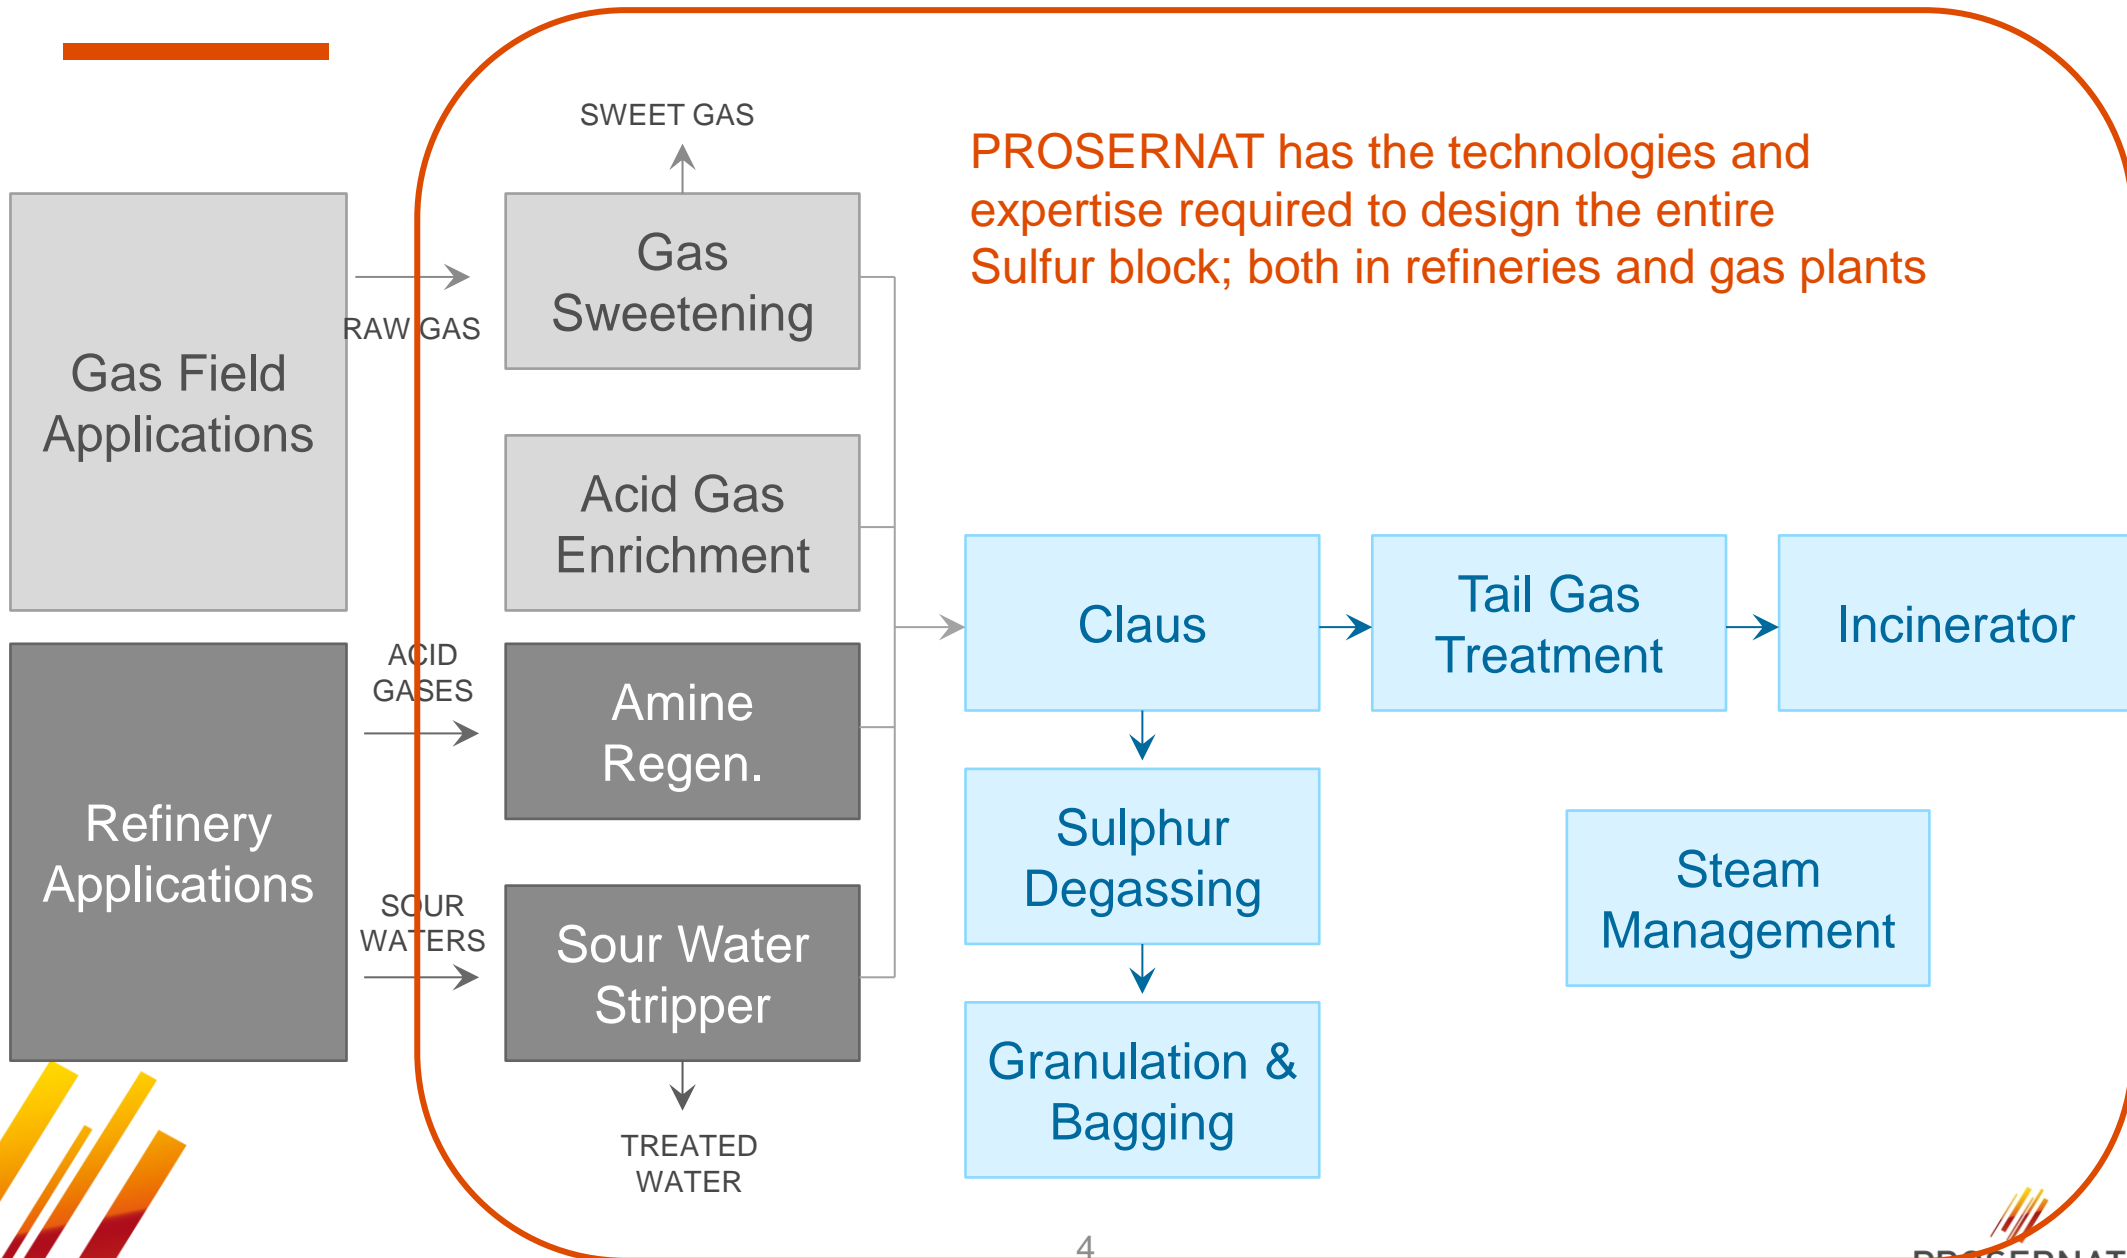 SWEET GAS
PROSERNAT has the technologies and
expertise required to design the entire
Sulfur block; both in refineries and gas plants
Gas
Sweetening
RAW GAS
Gas Field
Applications
Acid Gas
Enrichment
Claus
Tail Gas
Treatment
Incinerator
ACID
GASES
Amine
Regen.
Refinery
Applications
Sulphur
Degassing
Steam
Management
SOUR
WATERS
Sour Water
Stripper
Granulation &
Bagging
TREATED
WATER
4
PROSERNAT